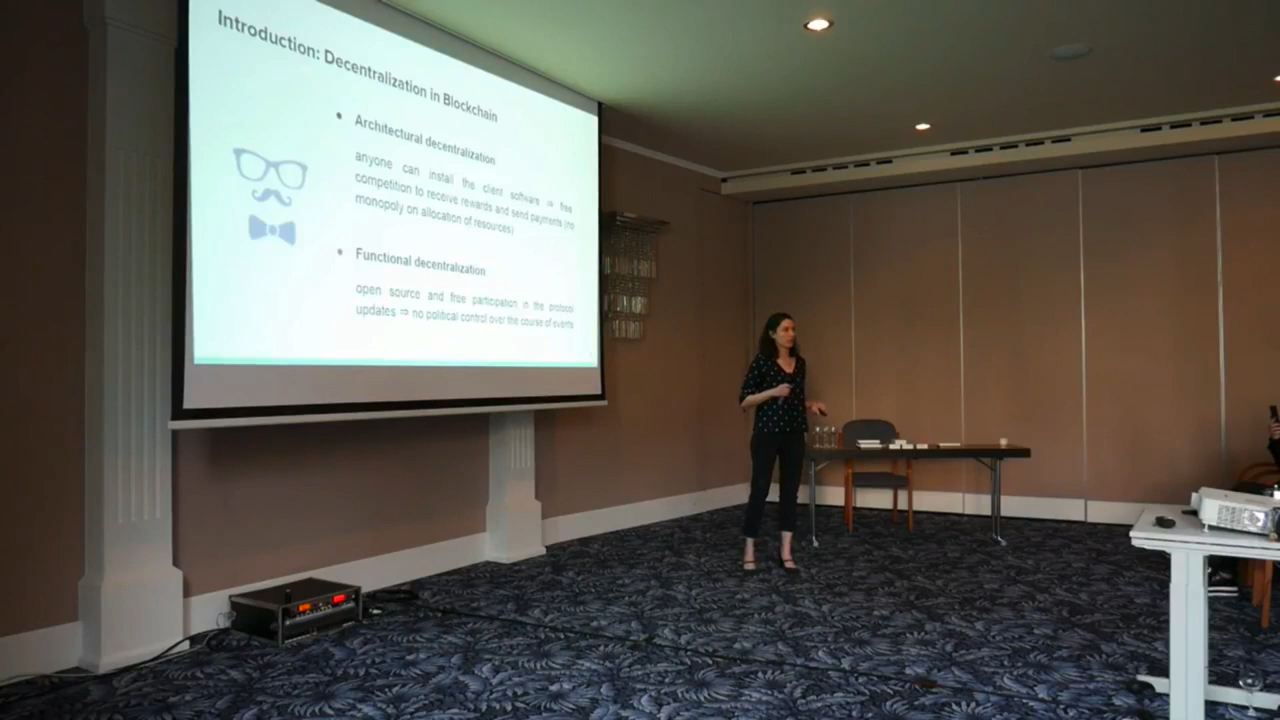 Introduction: Decentralization in Blockchain
• Architectural decentralization
anyone can install the client software ⇒ free
competition to receive rewards and send payments (no
monopoly on allocation of resources)
• Functional decentralization
open source and free participation in the protocol
updates ⇒ no political control over the course of events